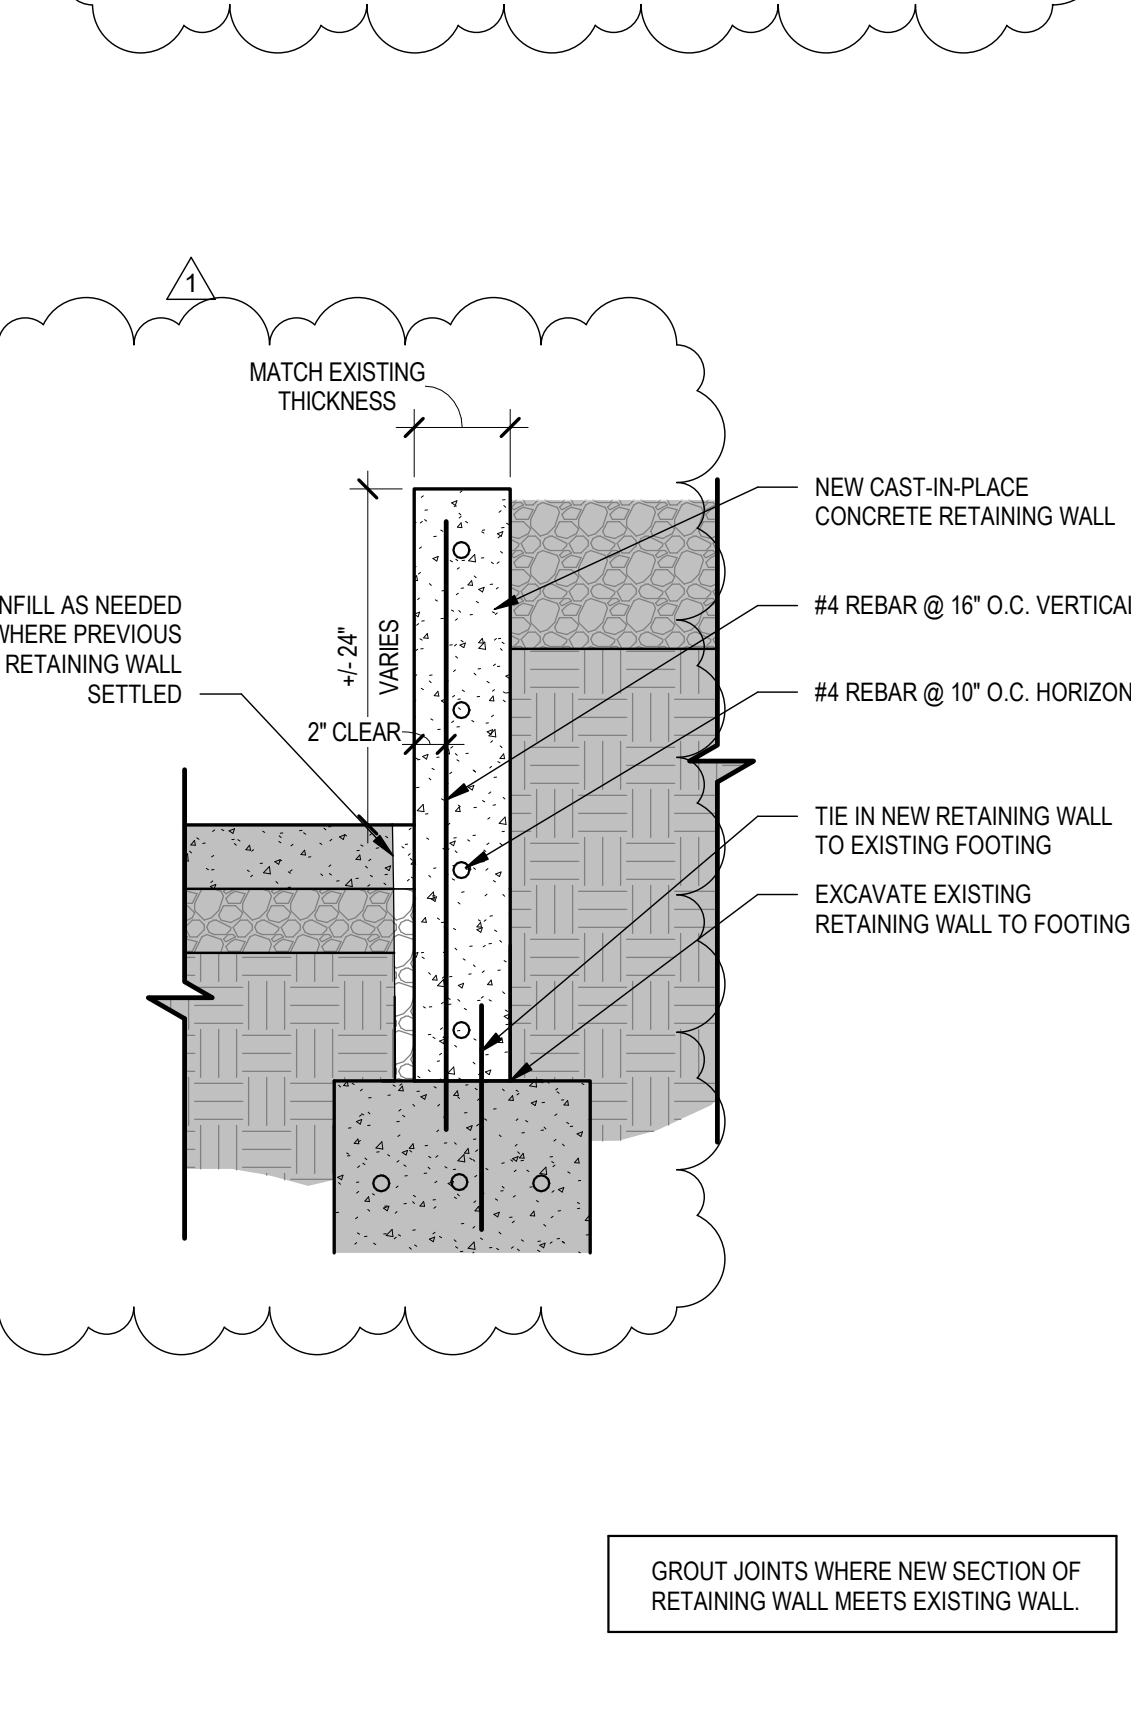 1
MATCH EXISTING
THICKNESS
NEW CAST-IN-PLACE
CONCRETE RETAINING WALL
#4 REBAR @ 16" O.C. VERTICAL
#4 REBAR @ 10" O.C. HORIZON
TIE IN NEW RETAINING WALL
TO EXISTING FOOTING
EXCAVATE EXISTING
RETAINING WALL TO FOOTING
NFILL AS NEEDED
WHERE PREVIOUS
RETAINING WALL
SETTLED
+/- 24"
VARIES
2" CLEAR
GROUT JOINTS WHERE NEW SECTION OF
RETAINING WALL MEETS EXISTING WALL.